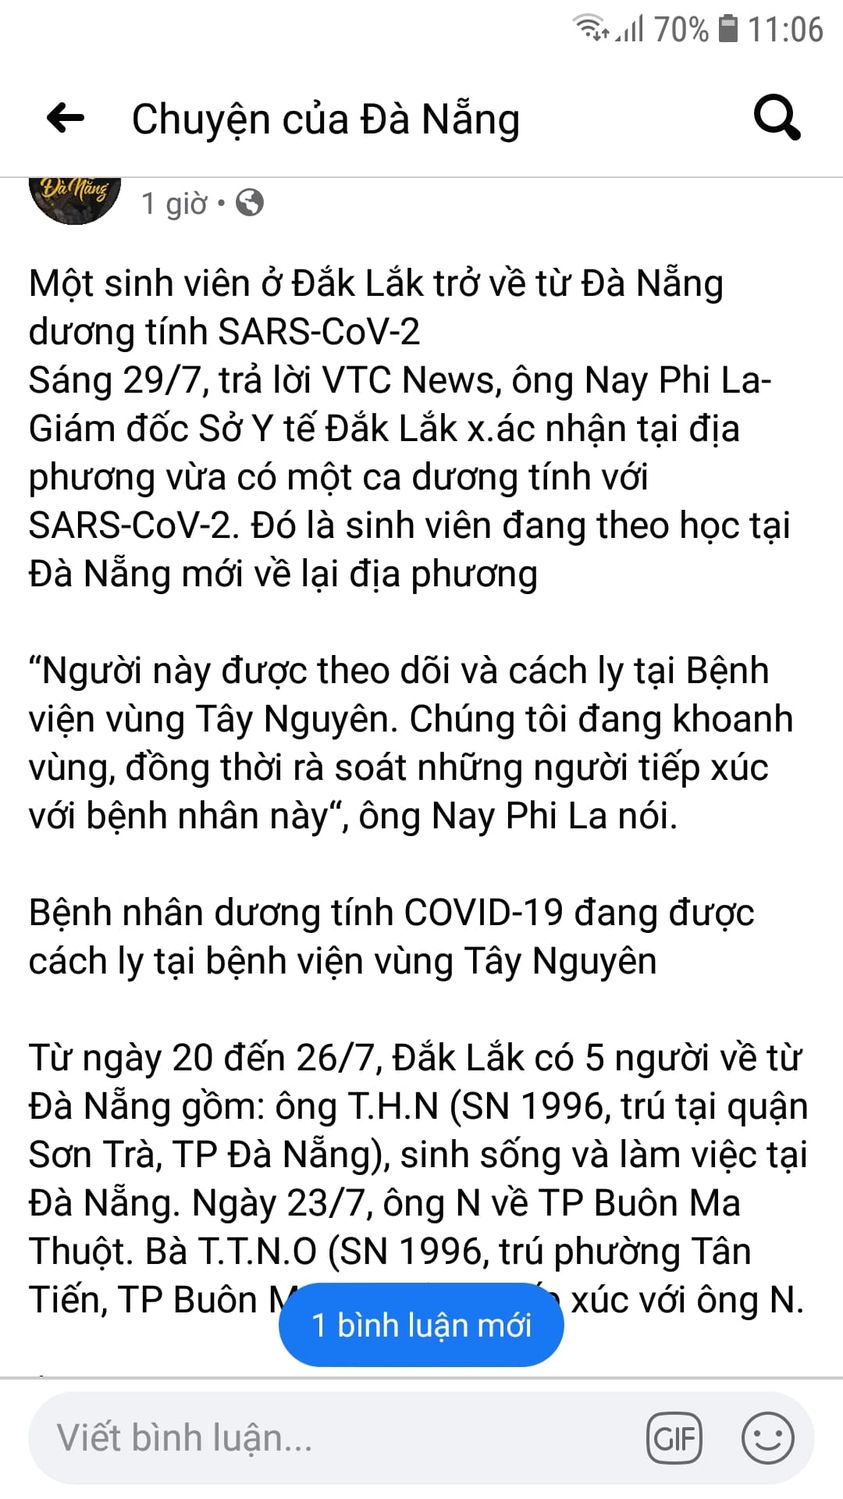 70% 11:06
Chuyện của Đà Nẵng
Đà Nẵng
1 giờ •
Một sinh viên ở Đắk Lắk trở về từ Đà Nẵng
dương tính SARS-CoV-2
Sáng 29/7, trả lời VTC News, ông Nay Phi La-
Giám đốc Sở Y tế Đắk Lắk x.ác nhận tại địa
phương vừa có một ca dương tính với
SARS-CoV-2. Đó là sinh viên đang theo học tại
Đà Nẵng mới về lại địa phương
“Người này được theo dõi và cách ly tại Bệnh
viện vùng Tây Nguyên. Chúng tôi đang khoanh
vùng, đồng thời rà soát những người tiếp xúc
với bệnh nhân này“, ông Nay Phi La nói.
Bệnh nhân dương tính COVID-19 đang được
cách ly tại bệnh viện vùng Tây Nguyên
Từ ngày 20 đến 26/7, Đắk Lắk có 5 người về từ
Đà Nẵng gồm: ông T.H.N (SN 1996, trú tại quận
Sơn Trà, TP Đà Nẵng), sinh sống và làm việc tại
Đà Nẵng. Ngày 23/7, ông N về TP Buôn Ma
Thuột. Bà T.T.N.O (SN 1996, trú phường Tân
Tiến, TP Buôn xúc với ông N.
1 bình luận mới
Viết bình luận...
GIF